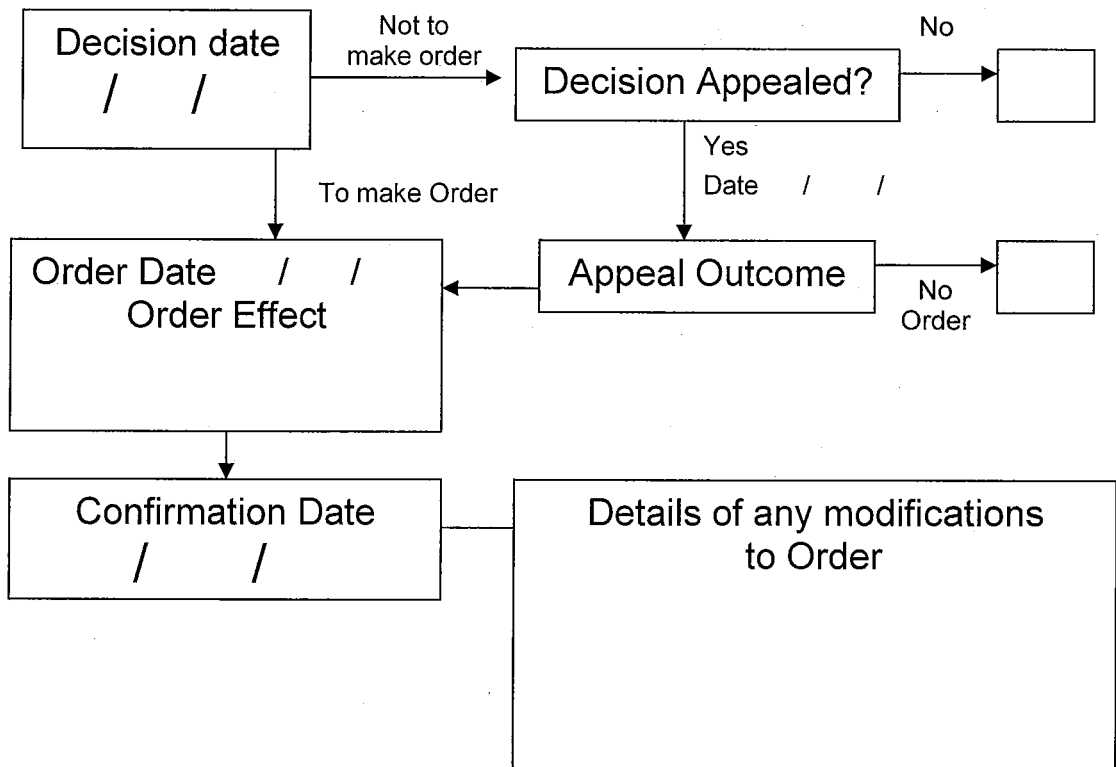 Decision date
/ /
Not to
make order
Decision Appealed?
No
Yes
Date / /
To make Order
Order Date / /
Order Effect
Appeal Outcome
No
Order
Confirmation Date
/ /
Details of any modifications
to Order